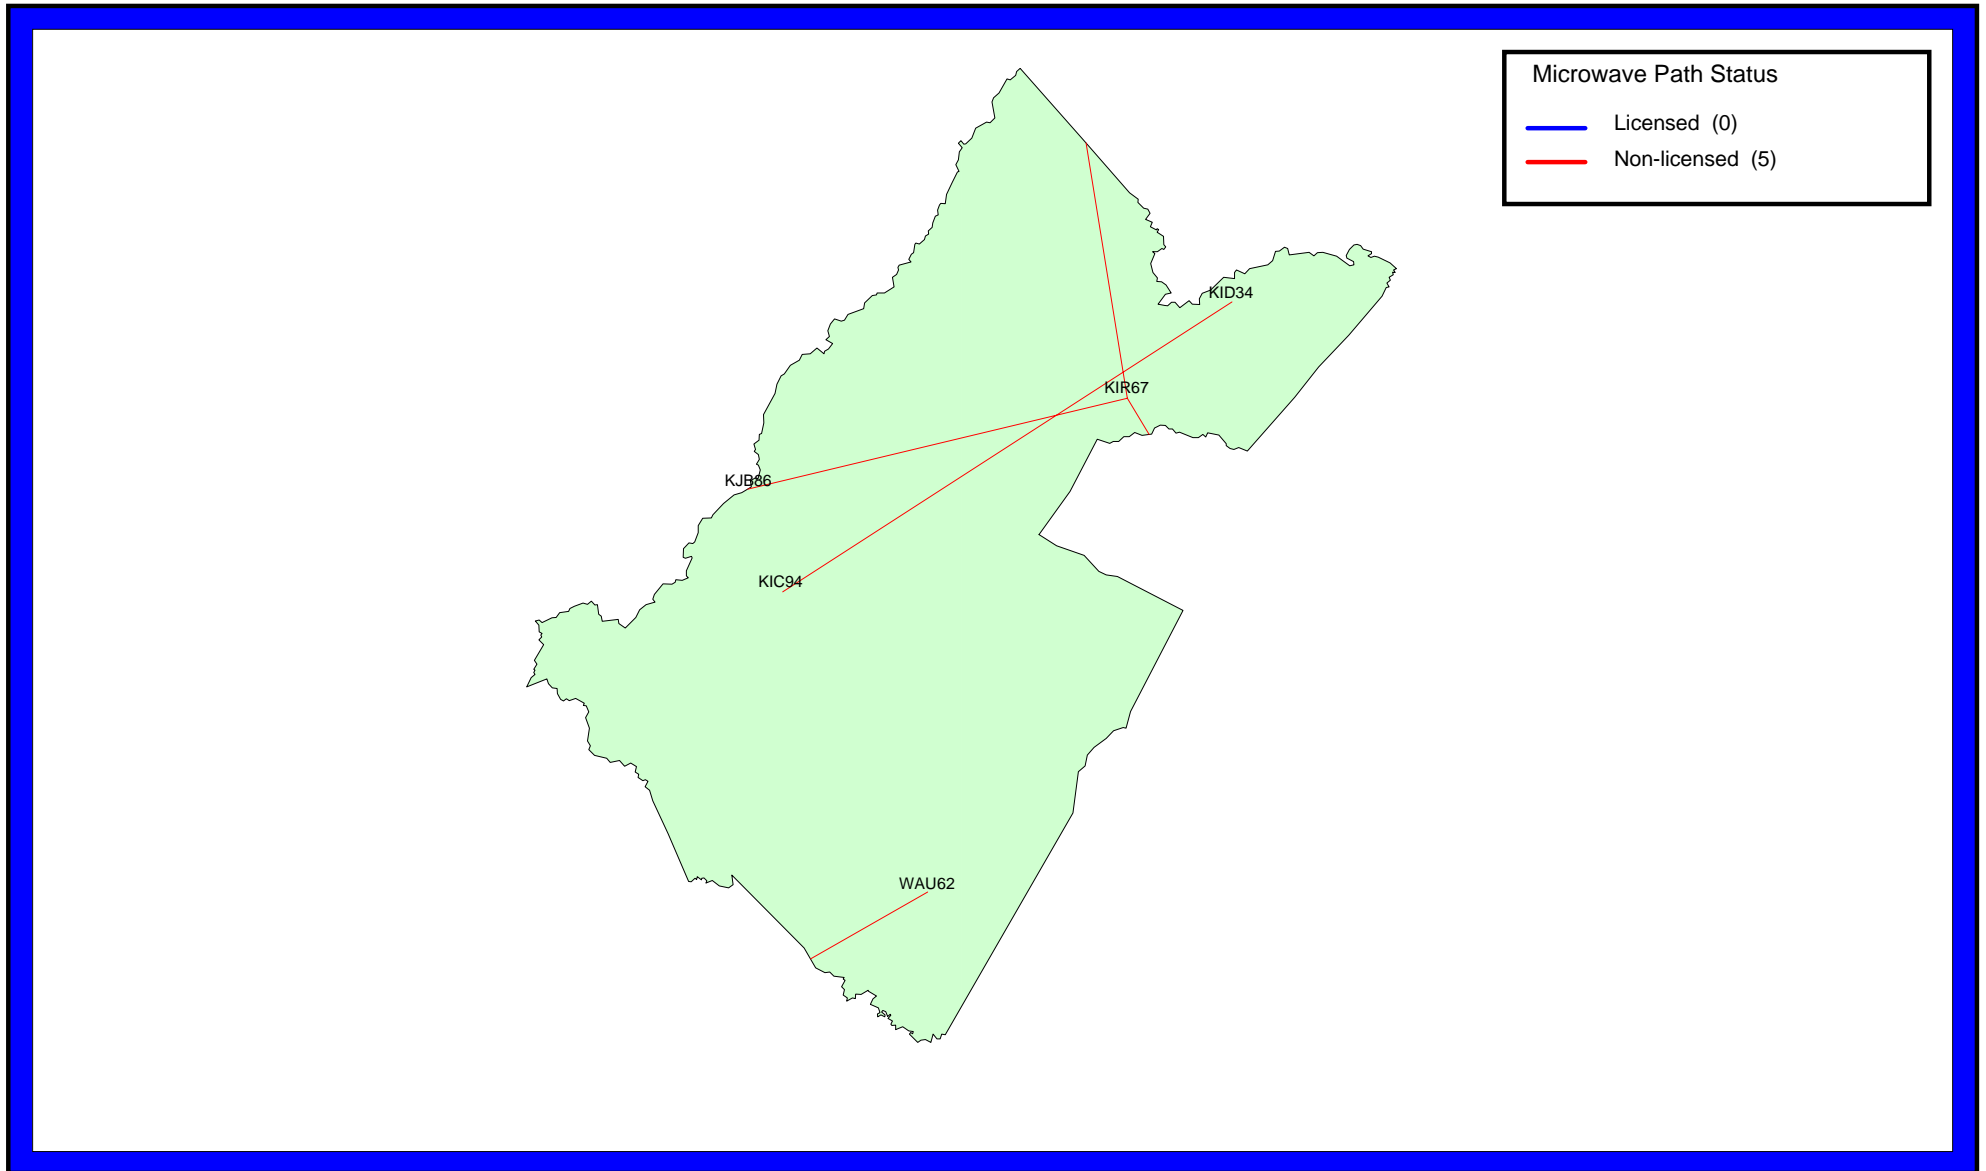 Microwave Path Status
Licensed (0)
Non-licensed (5)
KID34
KIR67
KJB86
KIC94
WAU62